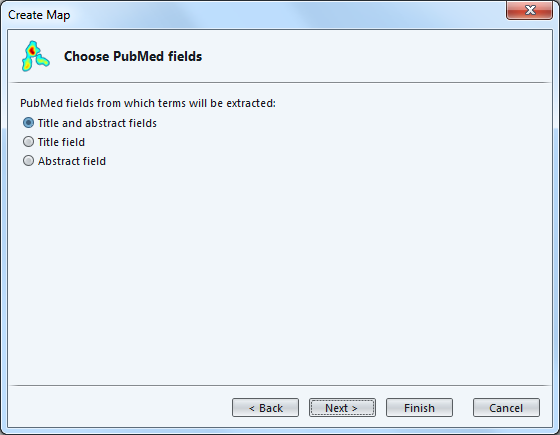 Create Map
Choose PubMed fields
PubMed fields from which terms will be extracted:
Title and abstract fields
Title field
Abstract field
< Back Next > Finish Cancel